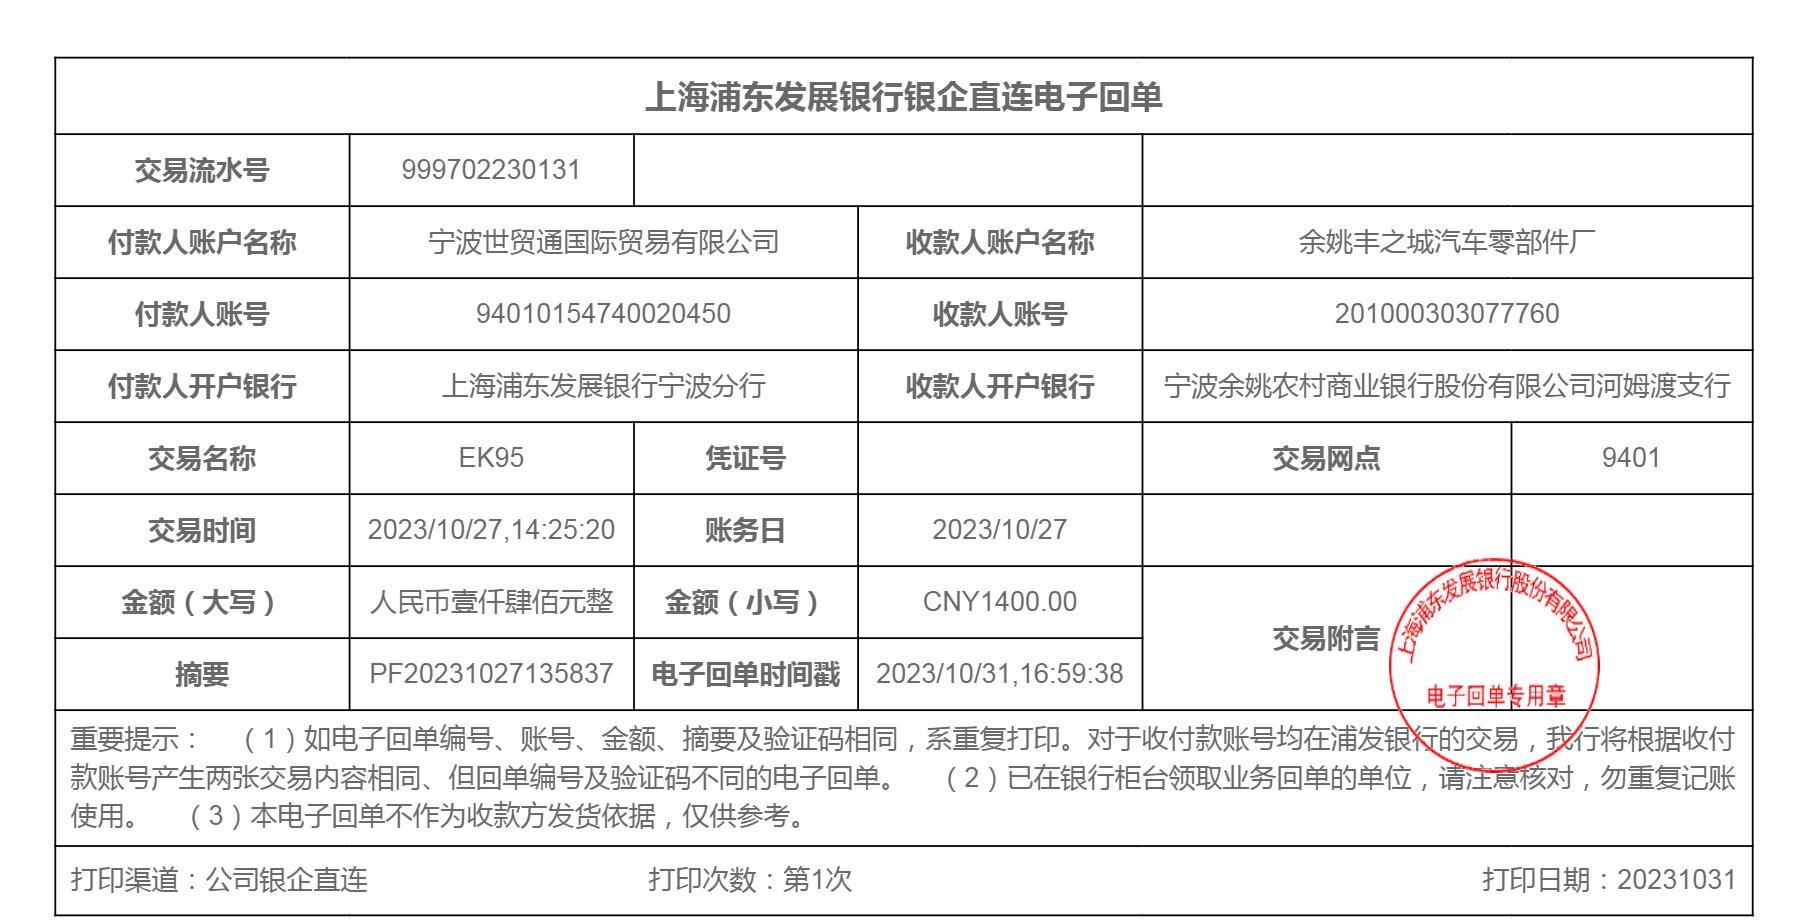 上海浦东发展银行银企直连电子回单
交易流水号 999702230131
付款人账户名称 宁波世贸通国际贸易有限公司 收款人账户名称 余姚丰之城汽车零部件厂
付款人账号 94010154740020450 收款人账号 201000303077760
付款人开户银行 上海浦东发展银行宁波分行 收款人开户银行 宁波余姚农村商业银行股份有限公司河姆渡支行
交易名称 EK95 凭证号 交易网点 9401
交易时间 2023/10/27,14:25:20 账务日 2023/10/27
金额（大写） 人民币壹仟肆佰元整 金额（小写） CNY1400.00
交易附言
摘要 PF20231027135837 电子回单时间戳 2023/10/31,16:59:38
上海浦东发展银行股份有限公司
电子回单专用章
重要提示： （1）如电子回单编号、账号、金额、摘要及验证码相同，系重复打印。对于收付款账号均在浦发银行的交易，我行将根据收付
款账号产生两张交易内容相同、但回单编号及验证码不同的电子回单。 （2）已在银行柜台领取业务回单的单位，请注意核对，勿重复记账
使用。 （3）本电子回单不作为收款方发货依据，仅供参考。
打印渠道：公司银企直连 打印次数：第1次 打印日期：20231031